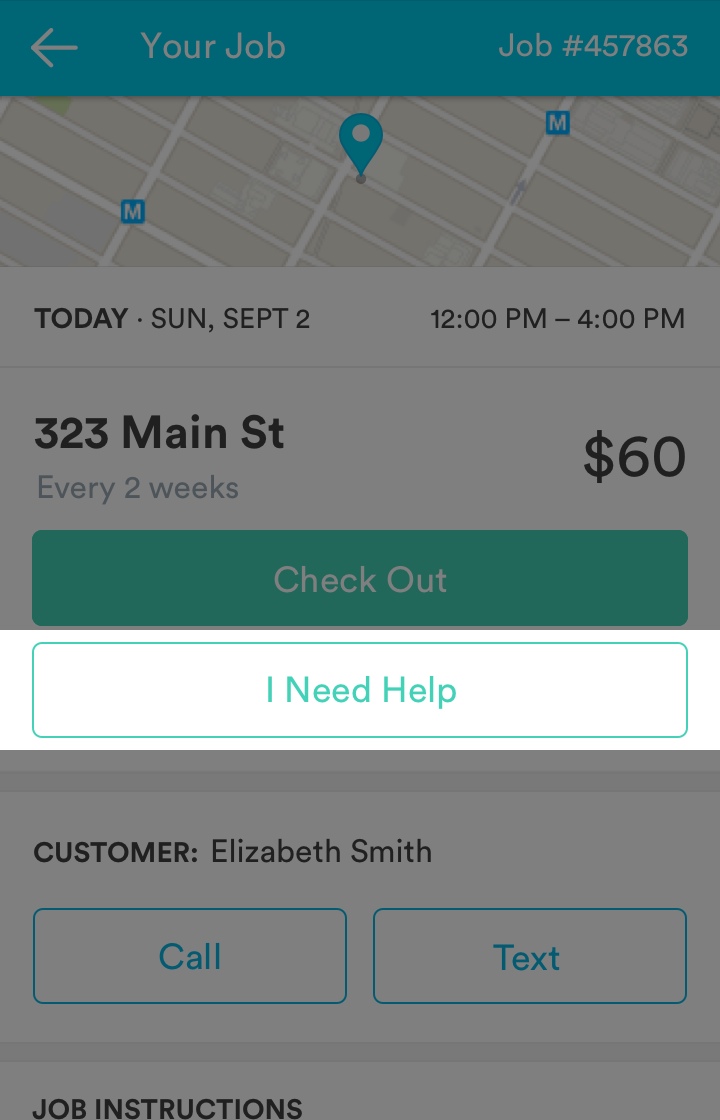 Your Job Job #457863
M
M
TODAY · SUN, SEPT 2 12:00 PM – 4:00 PM
323 Main St
$60
Every 2 weeks
Check Out
I Need Help
CUSTOMER: Elizabeth Smith
Call Text
JOB INSTRUCTIONS